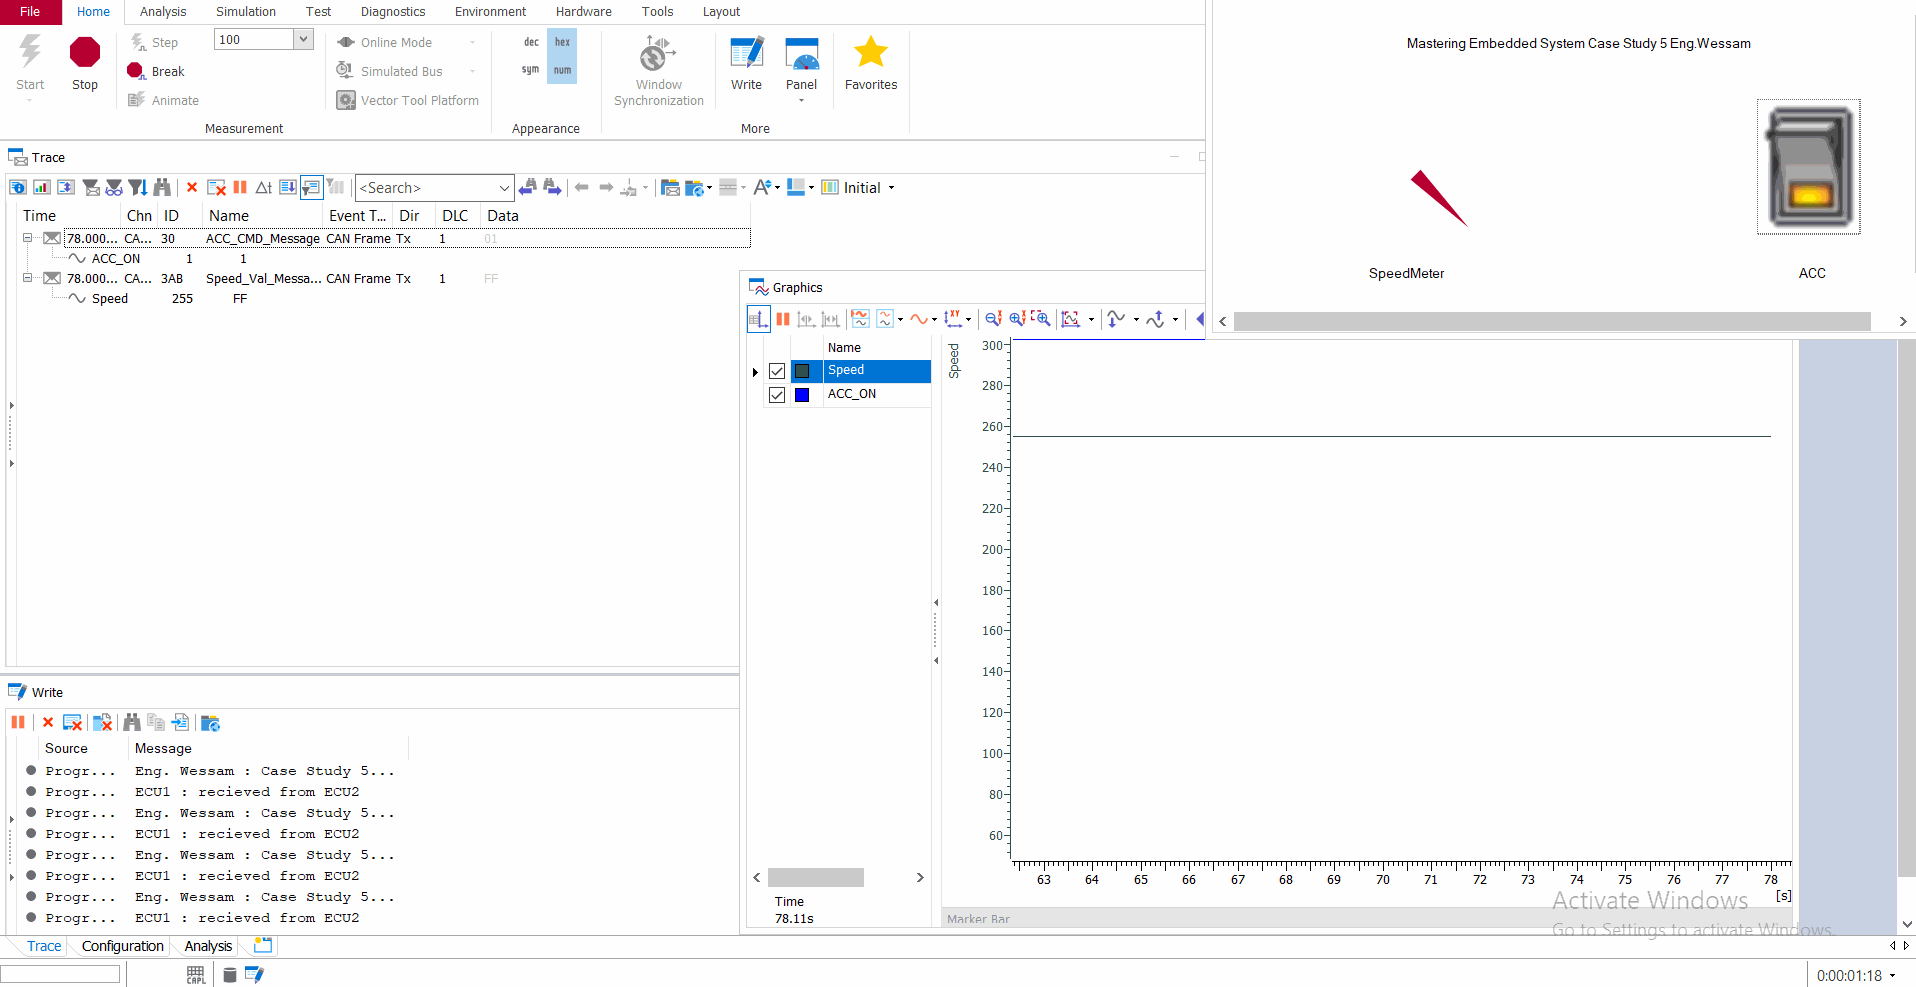 File Home Analysis Simulation Test Diagnostics Environment Hardware Tools Layout
Start
Stop
Step
Break
Animate
100
Measurement
Online Mode
Simulated Bus
Vector Tool Platform
dec hex
sym num
Appearance
Window
Synchronization
Write
Panel
Favorites
More
Mastering Embedded System Case Study 5 Eng.Wessam
SpeedMeter
ACC
Trace
<Search>
Initial
Time Chn ID Name Event T... Dir DLC Data
78.000... CA... 30 ACC_CMD_Message CAN Frame Tx 1 01
ACC_ON 1 1
78.000... CA... 3AB Speed_Val_Messa... CAN Frame Tx 1 FF
Speed 255 FF
Graphics
Name
Speed
ACC_ON
Time
78.11s
Speed
300
280
260
240
220
200
180
160
140
120
100
80
60
63 64 65 66 67 68 69 70 71 72 73 74 75 76 77 78
[s]
Marker Bar
Activate Windows
Go to Settings to activate Windows.
Write
Source Message
Progr... Eng. Wessam : Case Study 5...
Progr... ECU1 : recieved from ECU2
Progr... Eng. Wessam : Case Study 5...
Progr... ECU1 : recieved from ECU2
Progr... Eng. Wessam : Case Study 5...
Progr... ECU1 : recieved from ECU2
Progr... Eng. Wessam : Case Study 5...
Progr... ECU1 : recieved from ECU2
Trace Configuration Analysis
CAPL
0:00:01:18